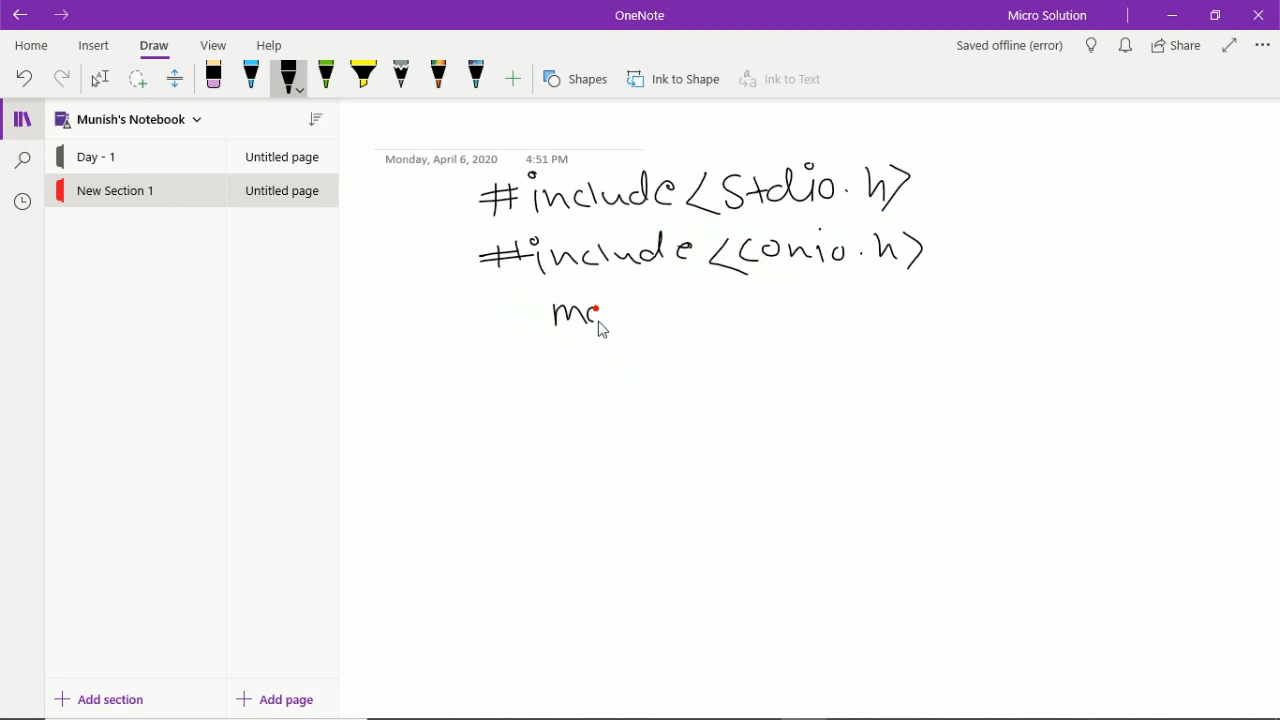 OneNote
Micro Solution
Home Insert Draw View Help
Saved offline (error)
Share
Shapes
Ink to Shape
Ink to Text
Munish's Notebook
Day - 1 Untitled page
New Section 1 Untitled page
Monday, April 6, 2020 4:51 PM
#include<stdio.h>
#include<conio.h>
Add section Add page